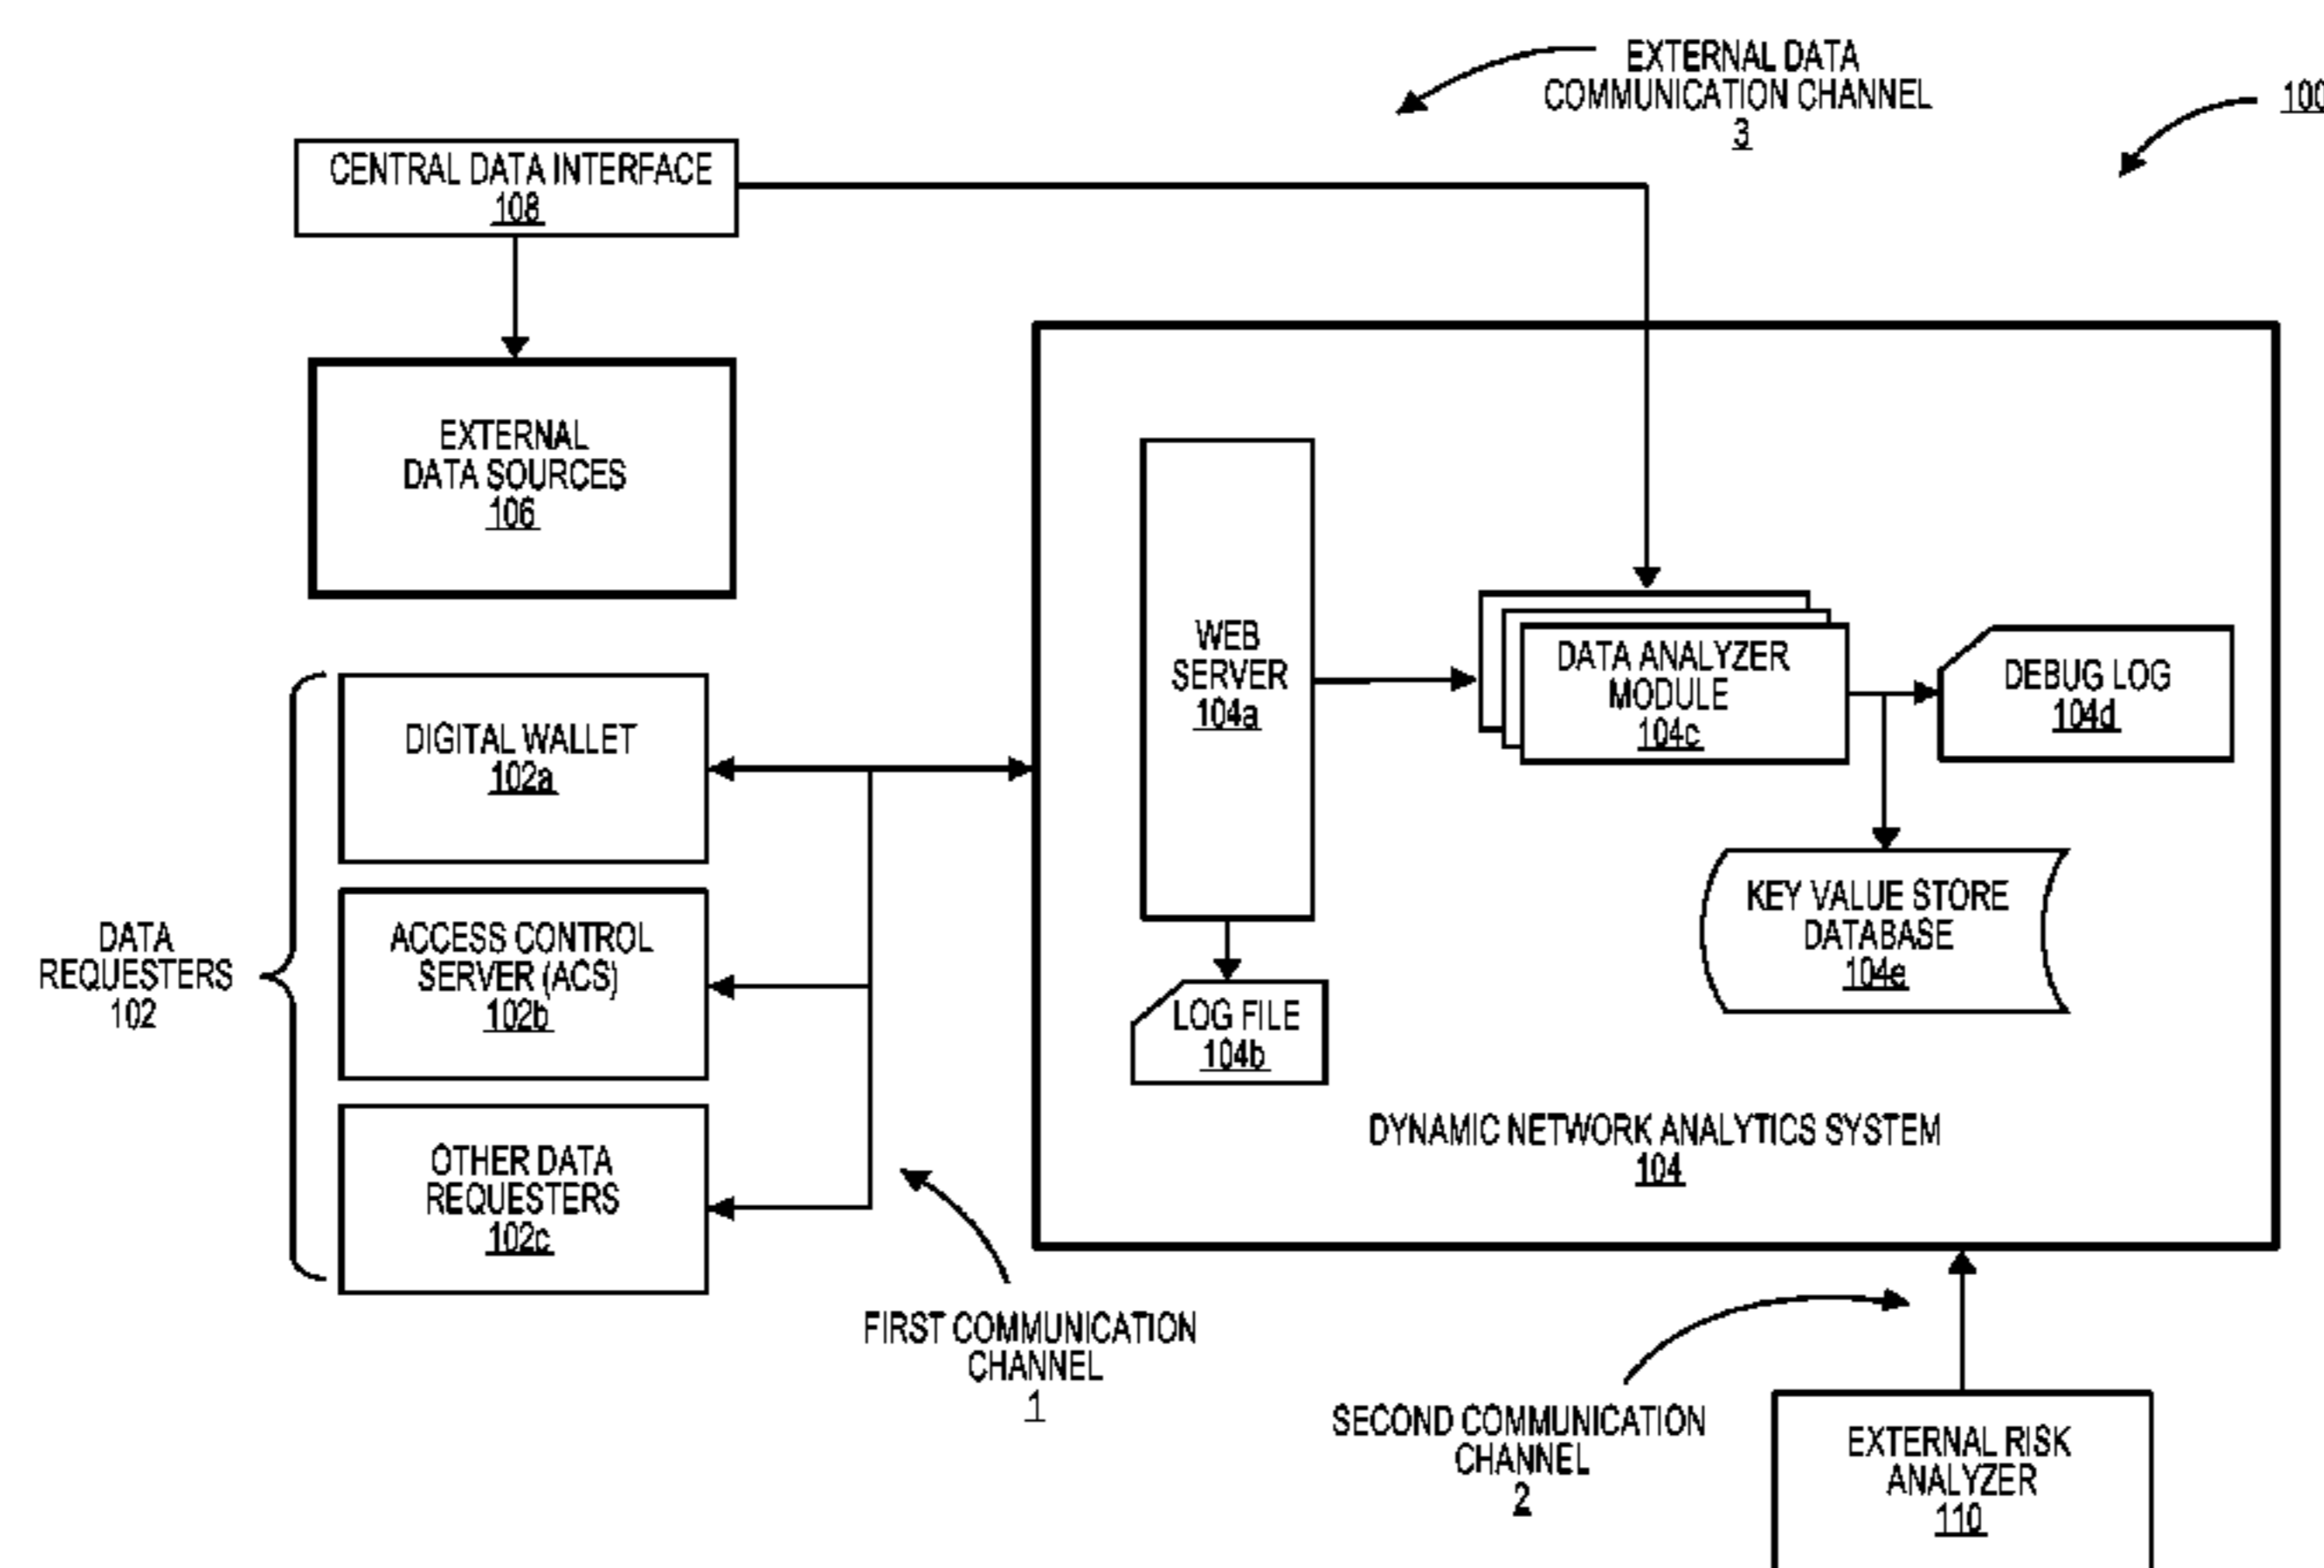 EXTERNAL DATA
COMMUNICATION CHANNEL
3
100
CENTRAL DATA INTERFACE
108
EXTERNAL
DATA SOURCES
106
DATA
REQUESTERS
102
DIGITAL WALLET
102a
ACCESS CONTROL
SERVER (ACS)
102b
OTHER DATA
REQUESTERS
102c
FIRST COMMUNICATION
CHANNEL
1
WEB
SERVER
104a
LOG FILE
104b
DATA ANALYZER
MODULE
104c
DEBUG LOG
104d
KEY VALUE STORE
DATABASE
104e
DYNAMIC NETWORK ANALYTICS SYSTEM
104
SECOND COMMUNICATION
CHANNEL
2
EXTERNAL RISK
ANALYZER
110